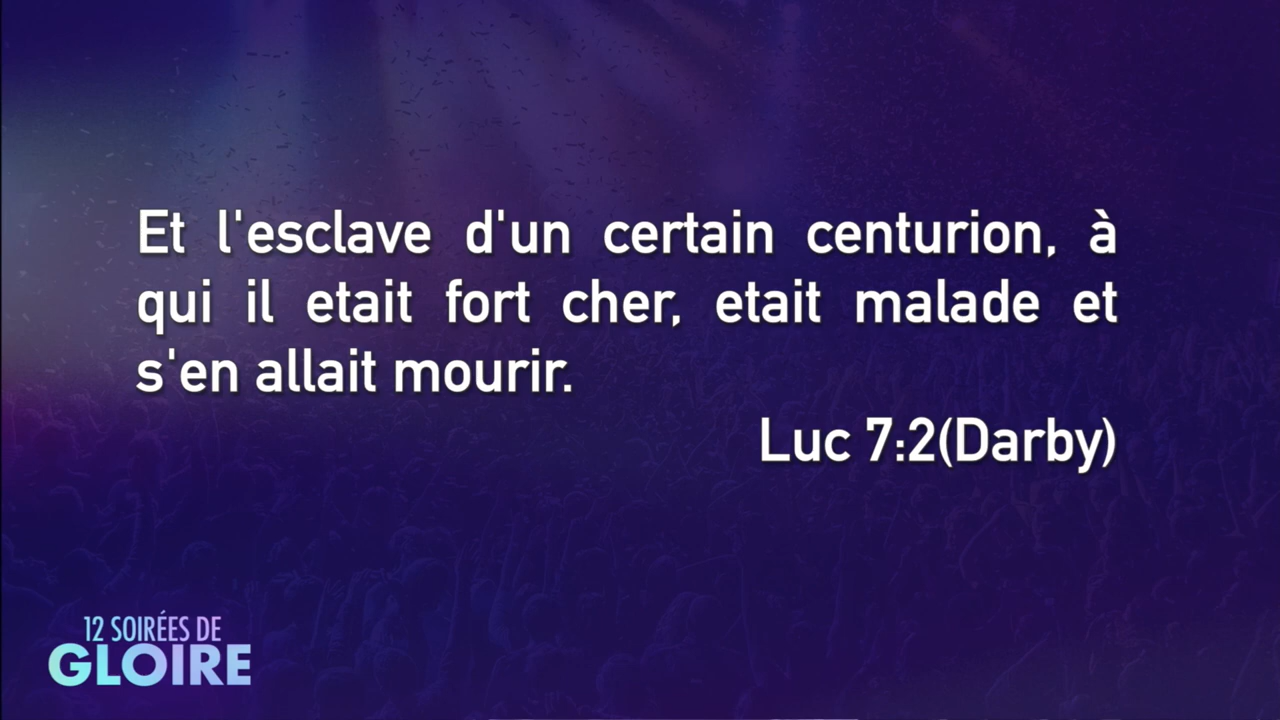 Et l'esclave d'un certain centurion, à
qui il etait fort cher, etait malade et
s'en allait mourir.
Luc 7:2(Darby)
12 SOIRÉES DE
GLOIRE